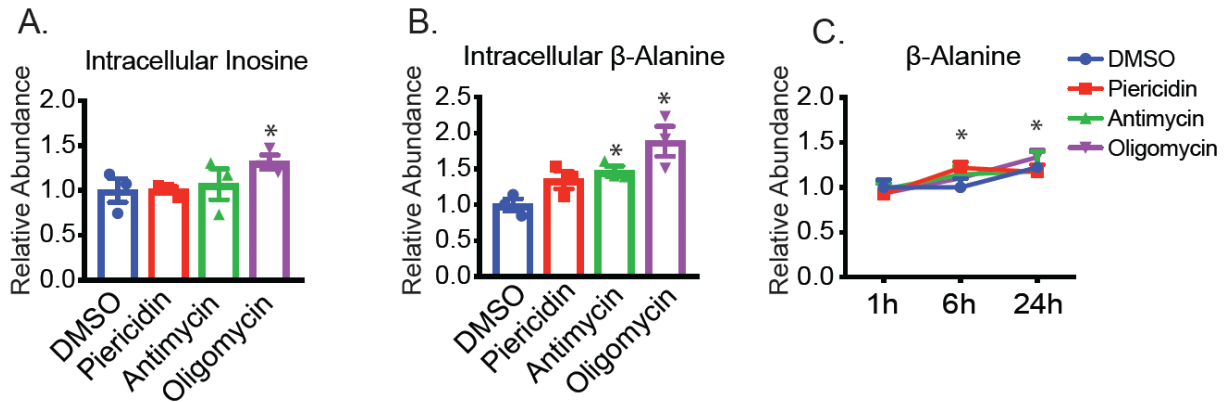 A.
Intracellular Inosine
Relative Abundance
2.0
1.5
1.0
0.5
0.0
*
DMSO
Piericidin
Antimycin
Oligomycin
B.
Intracellular β-Alanine
Relative Abundance
2.5
2.0
1.5
1.0
0.5
0.0
*
*
DMSO
Piericidin
Antimycin
Oligomycin
C.
β-Alanine
Relative Abundance
2.0
1.5
1.0
0.5
0.0
*
*
1h
6h
24h
DMSO
Piericidin
Antimycin
Oligomycin